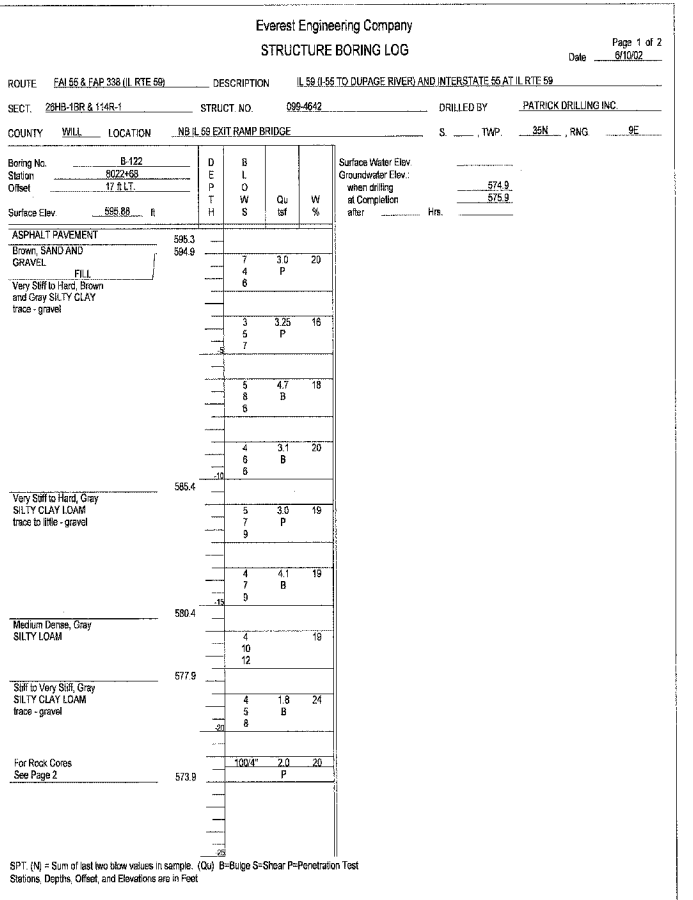 Everest Engineering Company
STRUCTURE BORING LOG
Page 1 of 2
Date 6/10/02
ROUTE FAI 55 & FAP 338 (IL RTE 59) DESCRIPTION IL 59 (I-55 TO DUPAGE RIVER) AND INTERSTATE 55 AT IL RTE 59
SECT. 26HB-1BR & 114R-1 STRUCT. NO. 099-4642 DRILLED BY PATRICK DRILLING INC.
COUNTY WILL LOCATION NB IL 59 EXIT RAMP BRIDGE S. , TWP. 35N , RNG. 9E
Boring No. B-122
Station 8022+68
Offset 17 ft LT.
Surface Elev. 595.88 ft
DEPTH BLOWS Qu tsf W %
Surface Water Elev.
Groundwater Elev.:
when drilling 574.9
at Completion 575.9
after Hrs.
ASPHALT PAVEMENT 595.3
Brown, SAND AND 594.9
GRAVEL 7 3.0 20
FILL 4 P
Very Stiff to Hard, Brown 6
and Gray SILTY CLAY
trace - gravel
3 3.25 16
5 P
-5 7
5 4.7 18
8 B
8
4 3.1 20
6 B
-10 6
585.4
Very Stiff to Hard, Gray
SILTY CLAY LOAM 5 3.0 19
trace to little - gravel 7 P
9
4 4.1 19
7 B
-15 9
580.4
Medium Dense, Gray
SILTY LOAM 4 19
10
12
577.9
Stiff to Very Stiff, Gray
SILTY CLAY LOAM 4 1.8 24
trace - gravel 5 B
-20 8
For Rock Cores 100/4" 2.0 20
See Page 2 573.9 P
-25
SPT. (N) = Sum of last two blow values in sample. (Qu) B=Bulge S=Shear P=Penetration Test
Stations, Depths, Offset, and Elevations are in Feet